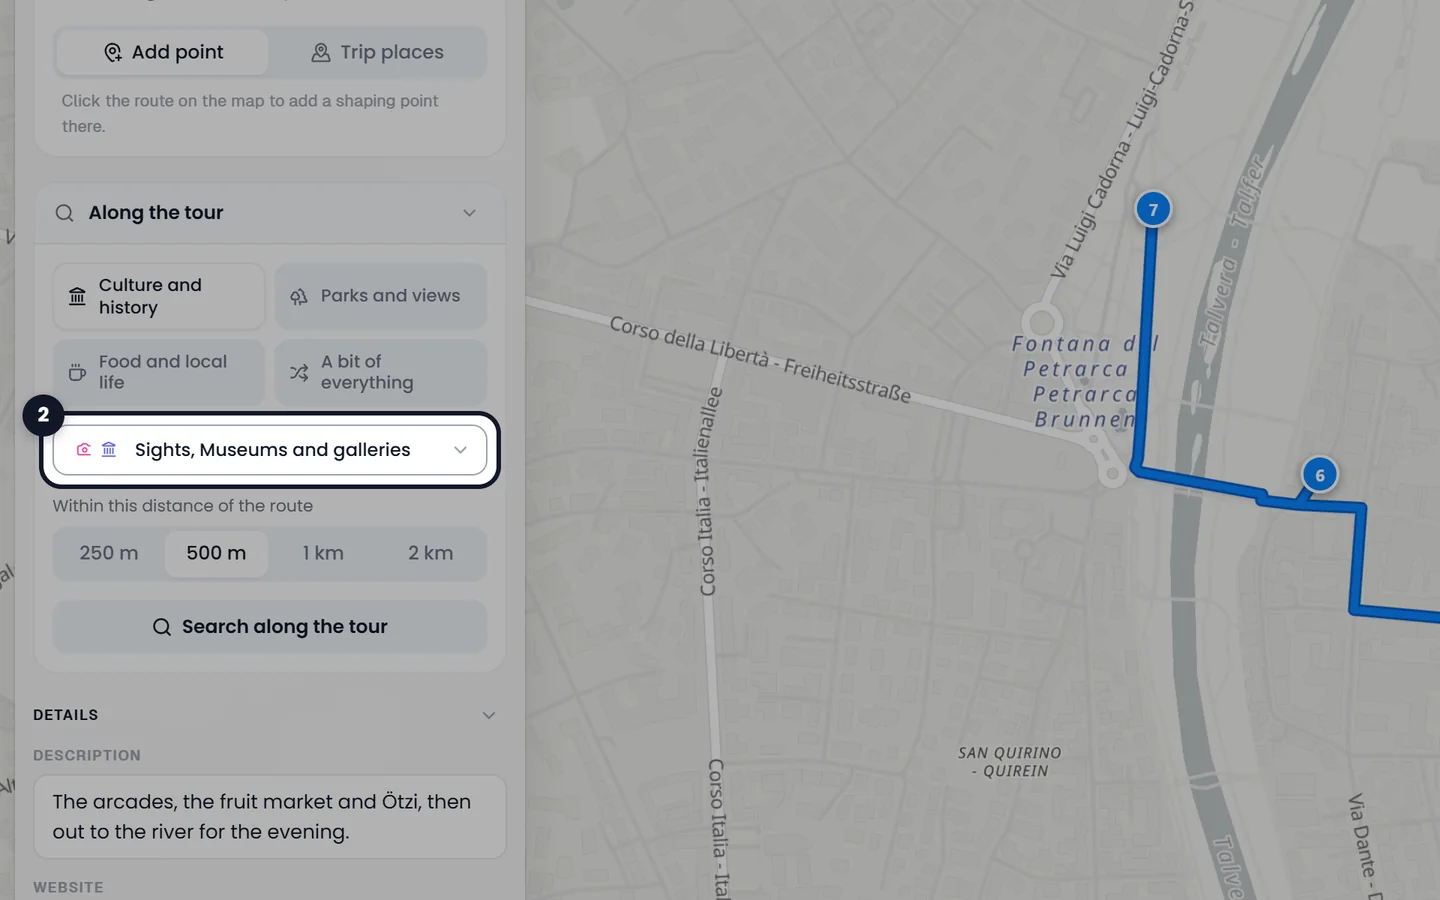 Add point
Trip places
Click the route on the map to add a shaping point
there.
Along the tour
Culture and
history
Parks and views
Food and local
life
A bit of
everything
2
Sights, Museums and galleries
Within this distance of the route
250 m
500 m
1 km
2 km
Search along the tour
DETAILS
DESCRIPTION
The arcades, the fruit market and Ötzi, then
out to the river for the evening.
WEBSITE
Via Luigi Cadorna - Luigi-Cadorna-S
7
Talvera - Talfer
Corso della Libertà - Freiheitsstraße
Fontana del
Petrarca
Petrarca
Brunnen
6
Corso Italia - Italienallee
SAN QUIRINO
- QUIREIN
Corso Italia - Ital
Via Dante - D
Talve